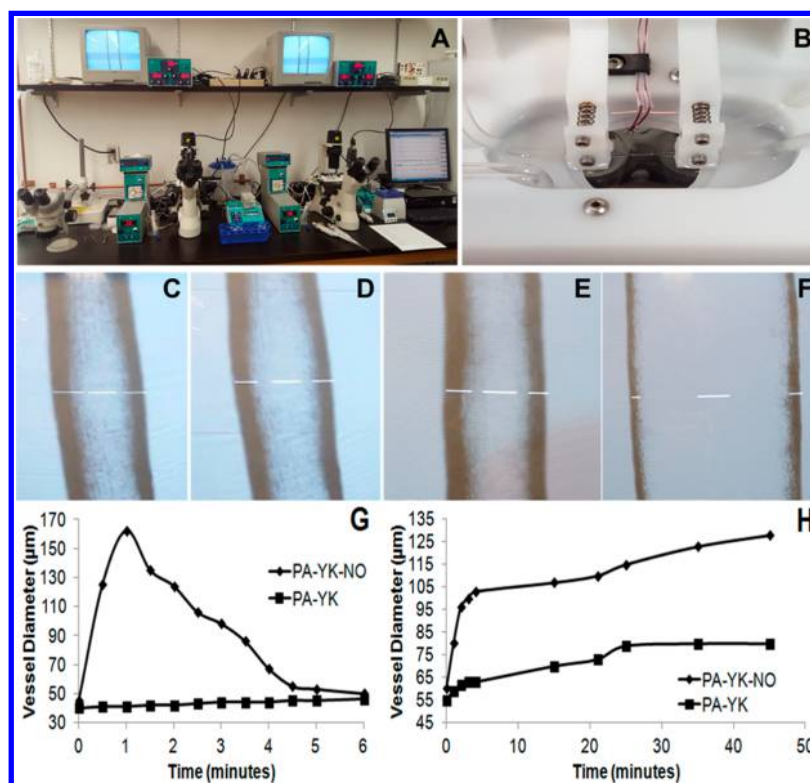 A
B
C
D
E
F
G
Vessel Diameter (µm)
170
150
130
110
90
70
50
30
PA-YK-NO
PA-YK
0 1 2 3 4 5 6
Time (minutes)
H
Vessel Diameter (µm)
135
125
115
105
95
85
75
65
55
45
PA-YK-NO
PA-YK
0 10 20 30 40 50
Time (minutes)